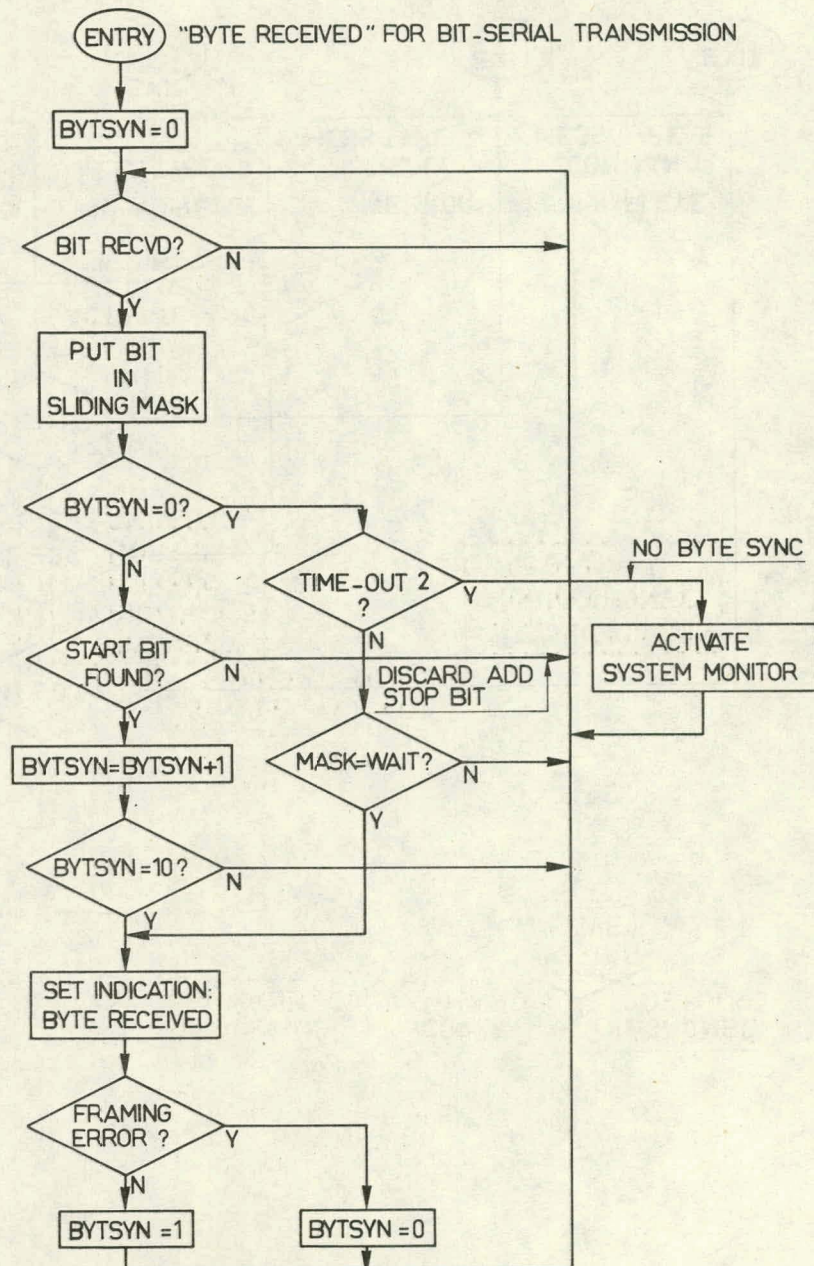 ENTRY "BYTE RECEIVED" FOR BIT-SERIAL TRANSMISSION
BYTSYN=0
BIT RECVD?
N
Y
PUT BIT
IN
SLIDING MASK
BYTSYN=0?
Y
N
TIME-OUT 2
?
Y
N
NO BYTE SYNC
ACTIVATE
SYSTEM MONITOR
START BIT
FOUND?
N
Y
DISCARD ADD
STOP BIT
BYTSYN=BYTSYN+1
MASK=WAIT?
N
Y
BYTSYN=10?
N
Y
SET INDICATION:
BYTE RECEIVED
FRAMING
ERROR ?
Y
N
BYTSYN =1
BYTSYN =0